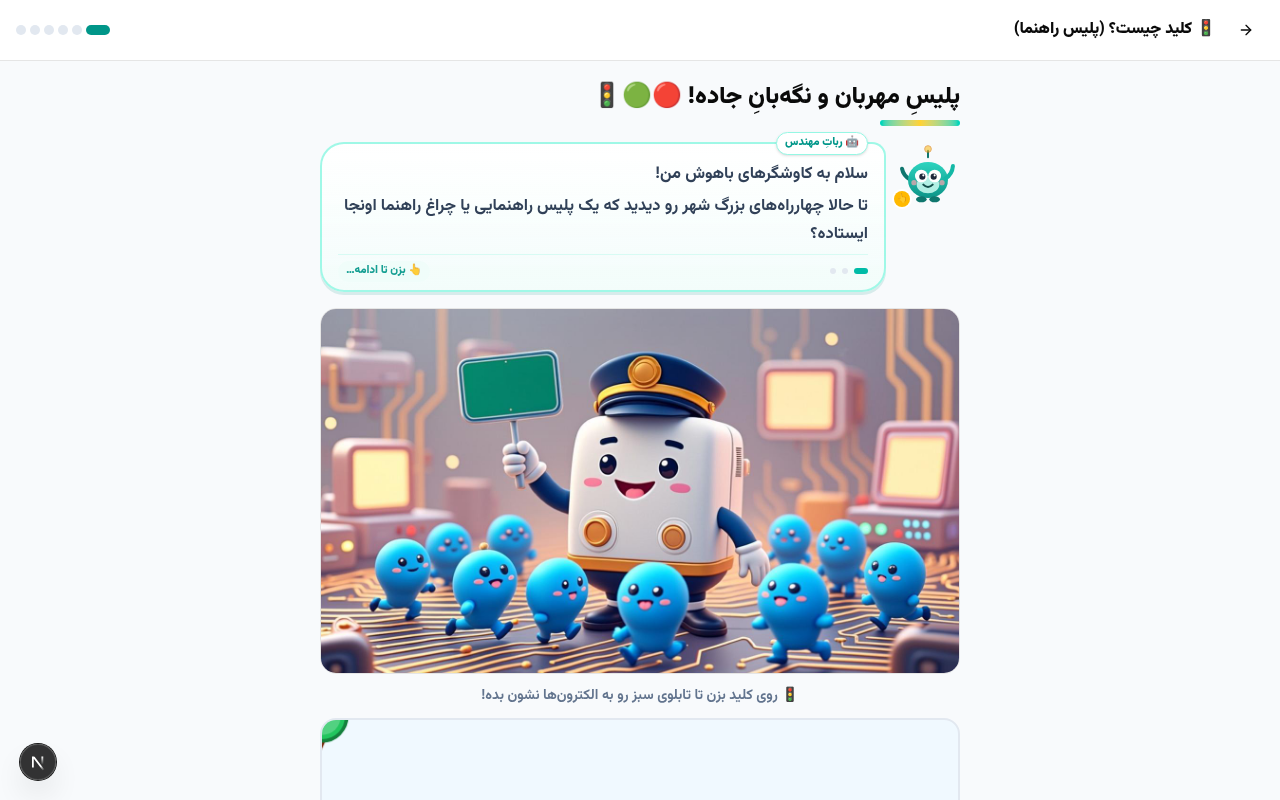 🚦 کلید چیست؟ (پلیس راهنما)
پلیسِ مهربان و نگه‌بانِ جاده! 🔴🟢🚦
🤖 ربات مهندس
سلام به کاوشگرهای باهوش من!
تا حالا چهارراه‌های بزرگ شهر رو دیدید که یک پلیس راهنمایی یا چراغ راهنما اونجا
ایستاده؟
👆 بزن تا ادامه...
🚦 روی کلید بزن تا تابلوی سبز رو به الکترون‌ها نشون بده!
N